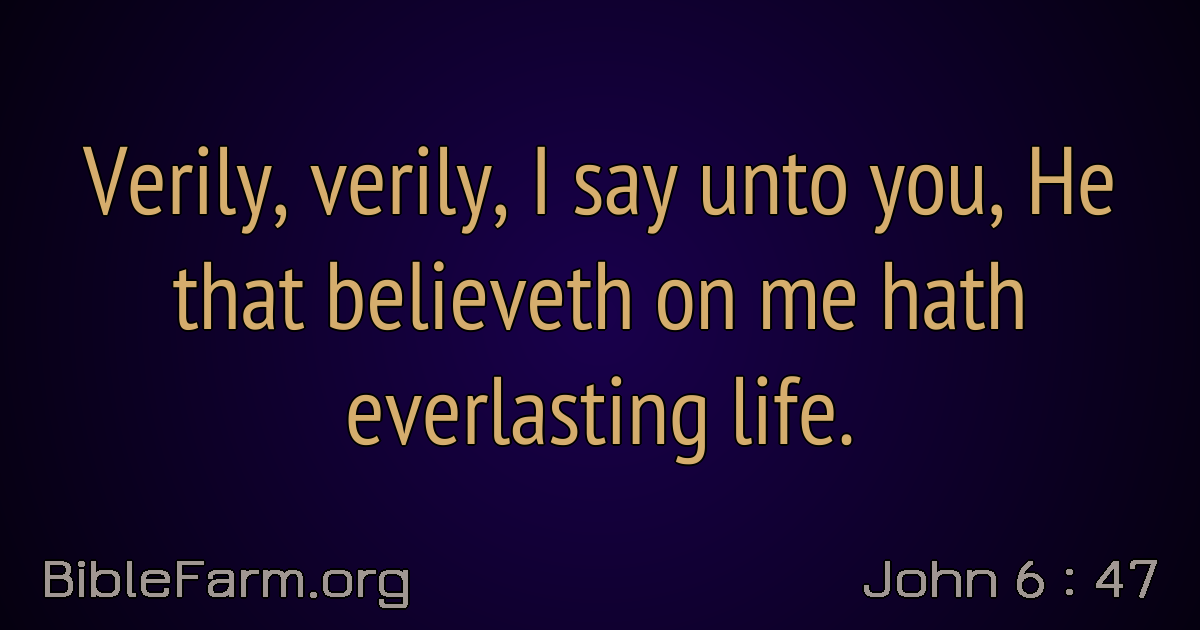 Verily, verily, I say unto you, He
that believeth on me hath
everlasting life.
BibleFarm.org
John 6 : 47